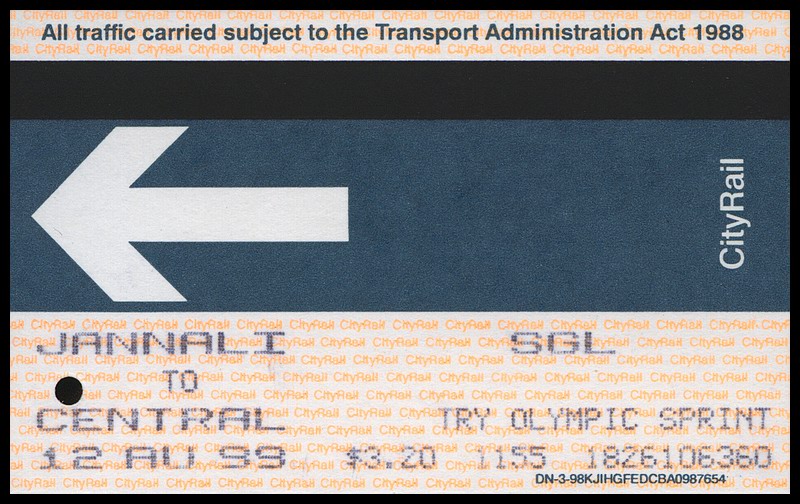 All traffic carried subject to the Transport Administration Act 1988
CityRail
JANNALI SGL
TO
CENTRAL TRY OLYMPIC SPRINT
12 AU 99 $3.20 1155 1826106360
DN-3-98KJIHGFEDCBA0987654